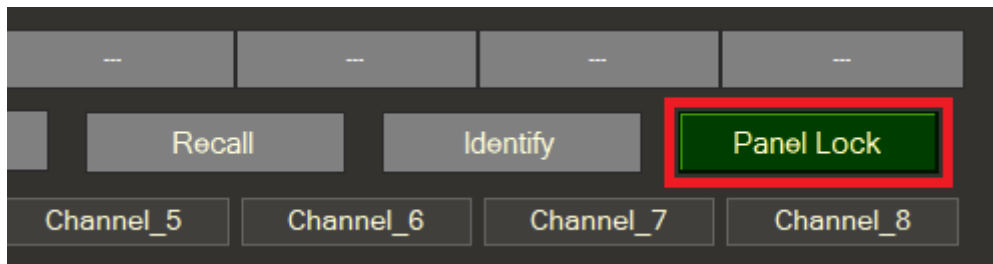 --- --- --- ---
Recall Identify Panel Lock
Channel_5 Channel_6 Channel_7 Channel_8